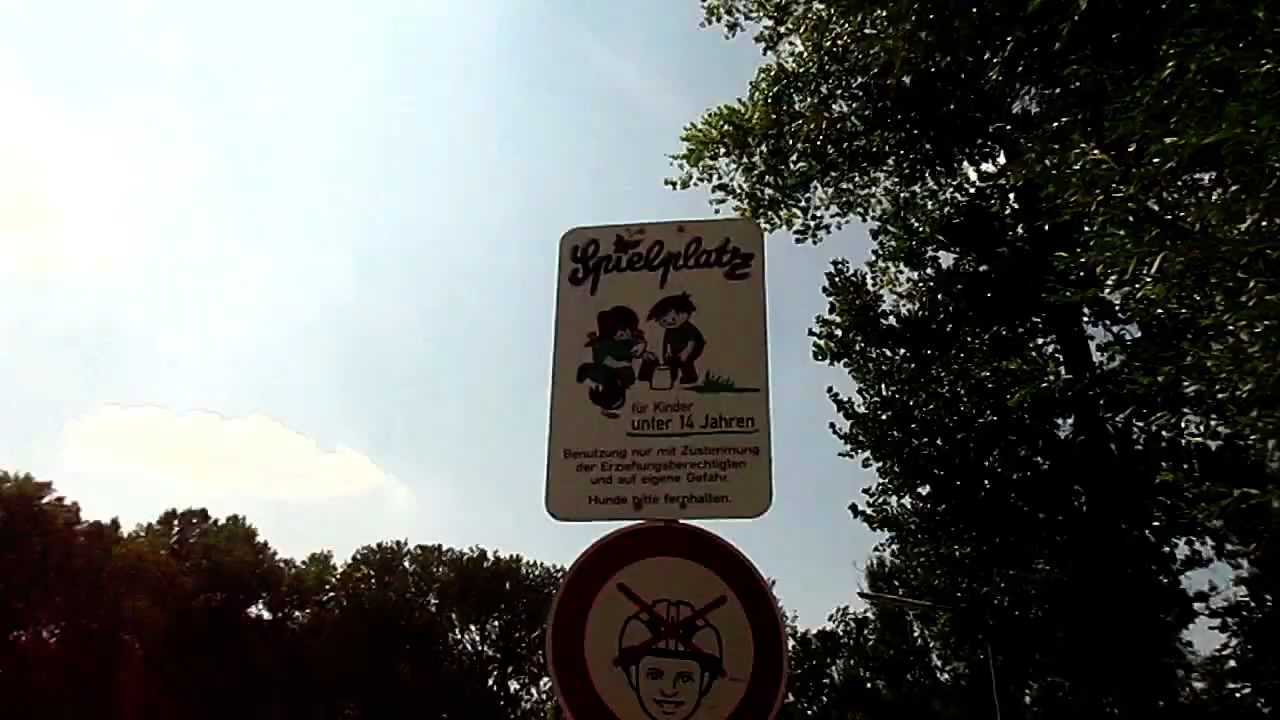 Spielplatz
für Kinder
unter 14 Jahren
Benutzung nur mit Zustimmung
der Erziehungsberechtigten
und auf eigene Gefahr.
Hunde bitte fernhalten.